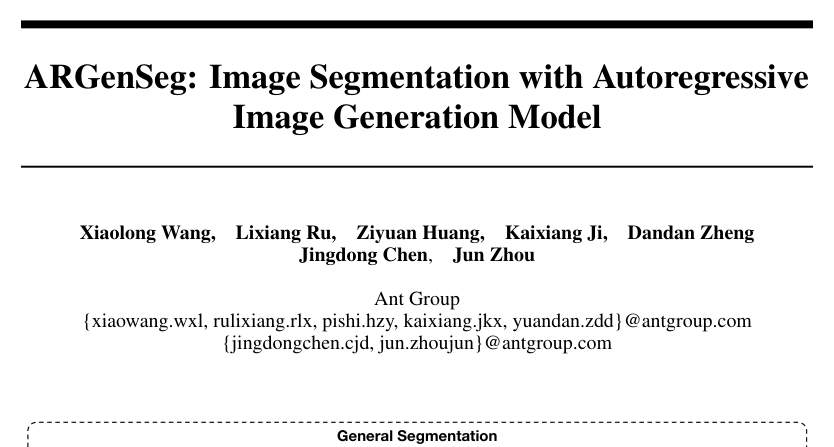 ARGenSeg: Image Segmentation with Autoregressive
Image Generation Model
Xiaolong Wang, Lixiang Ru, Ziyuan Huang, Kaixiang Ji, Dandan Zheng
Jingdong Chen, Jun Zhou
Ant Group
{xiaowang.wxl, rulixiang.rlx, pishi.hzy, kaixiang.jkx, yuandan.zdd}@antgroup.com
{jingdongchen.cjd, jun.zhoujun}@antgroup.com
General Segmentation